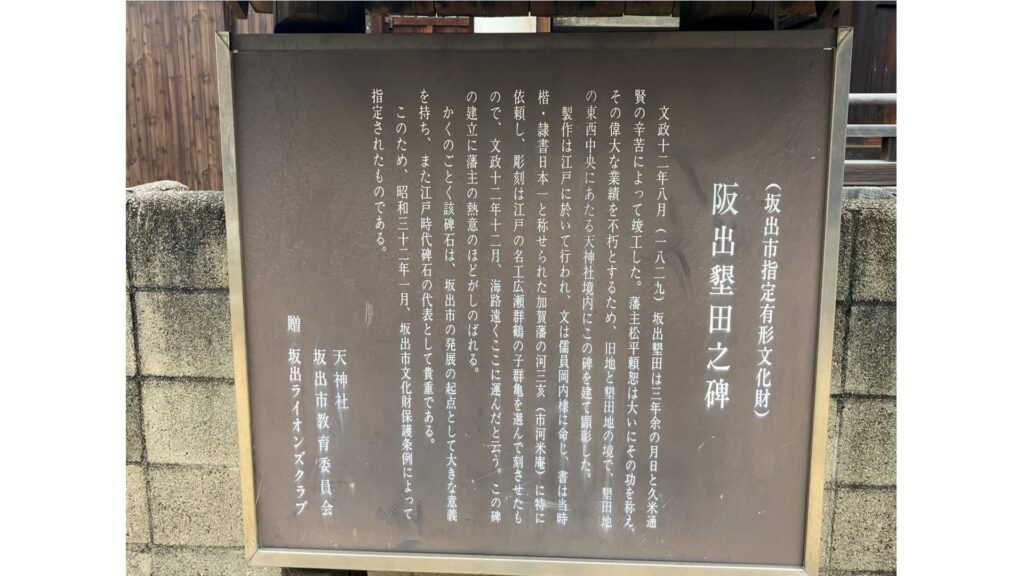 （坂出市指定有形文化財）
阪出墾田之碑
文政十二年八月（一八二九）坂出墾田は三年余の月日と久米通
賢の辛苦によって竣工した。藩主松平頼恕は大いにその功を称え、
その偉大な業績を不朽とするため、旧地と墾田地の境で、墾田地
の東西中央にあたる天神社境内にこの碑を建て顕彰した。
製作は江戸に於いて行われ、文は儒員岡内棣に命じ、書は当時
楷・隷書日本一と称せられた加賀藩の河三亥（市河米庵）に特に
依頼し、彫刻は江戸の名工広瀬群鶴の子群亀を選んで刻させたも
ので、文政十二年十二月、海路遠くここに運んだと云う。この碑
の建立に藩主の熱意のほどがしのばれる。
かくのごとく該碑石は、坂出市の発展の起点として大きな意義
を持ち、また江戸時代碑石の代表として貴重である。
このため、昭和三十二年一月、坂出市文化財保護条例によって
指定されたものである。
天神社
坂出市教育委員会
贈 坂出ライオンズクラブ